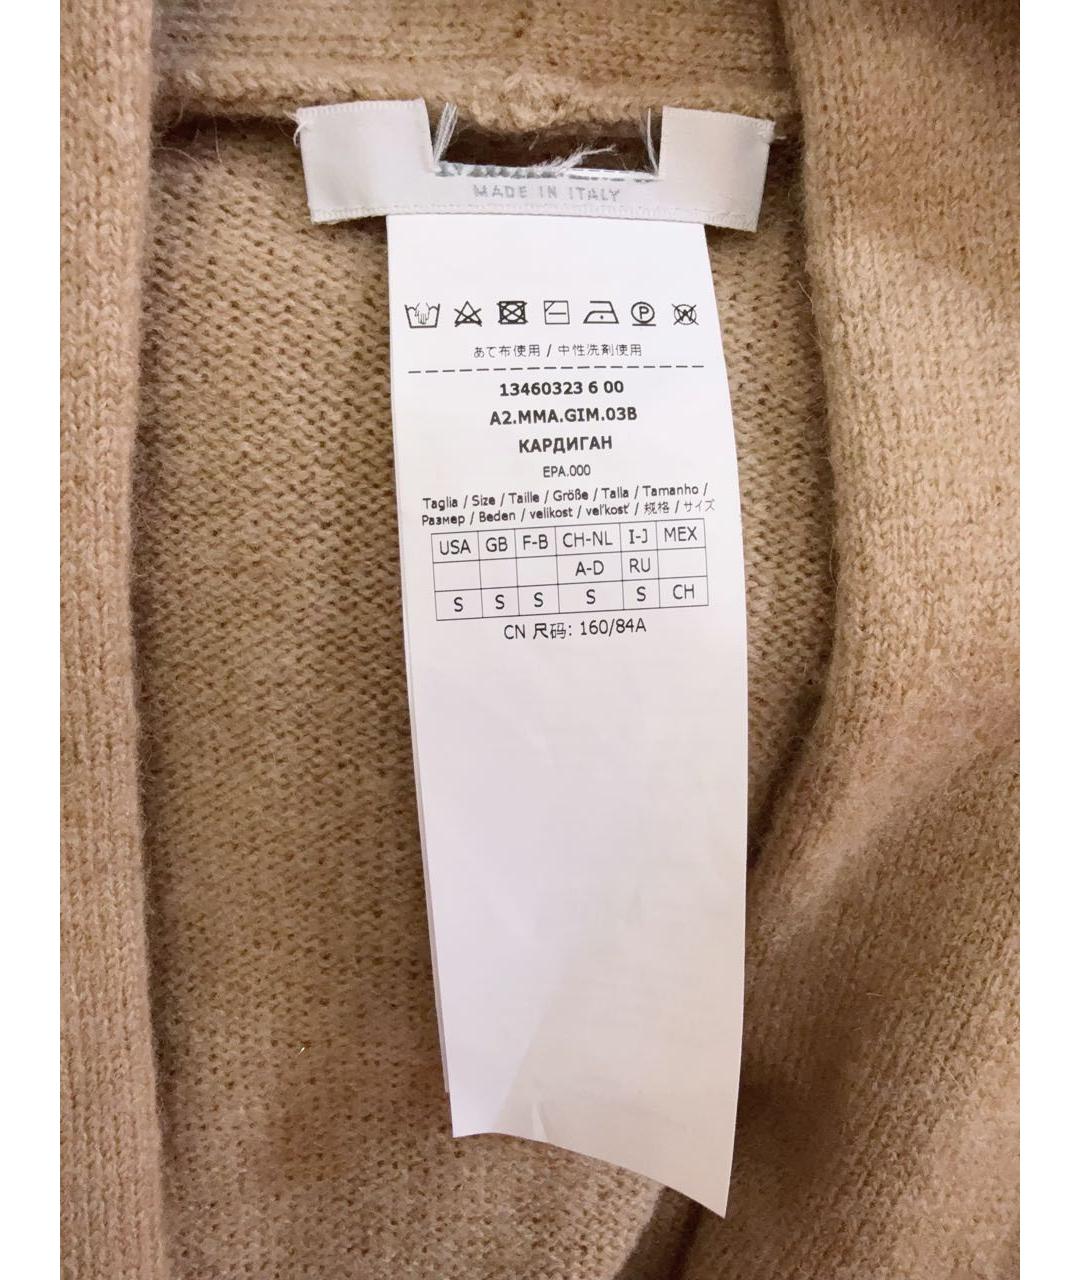 MADE IN ITALY
P
W
あて布使用 / 中性洗剤使用
13460323 6 00
A2.MMA.GIM.03B
КАРДИГАН
EPA.000
Taglia / Size / Taille / Größe / Talla / Tamanho /
Размер / Beden / velikost / veľkosť / 規格 / サイズ
USA GB F-B CH-NL I-J MEX
A-D RU
S S S S S CH
CN 尺码: 160/84A